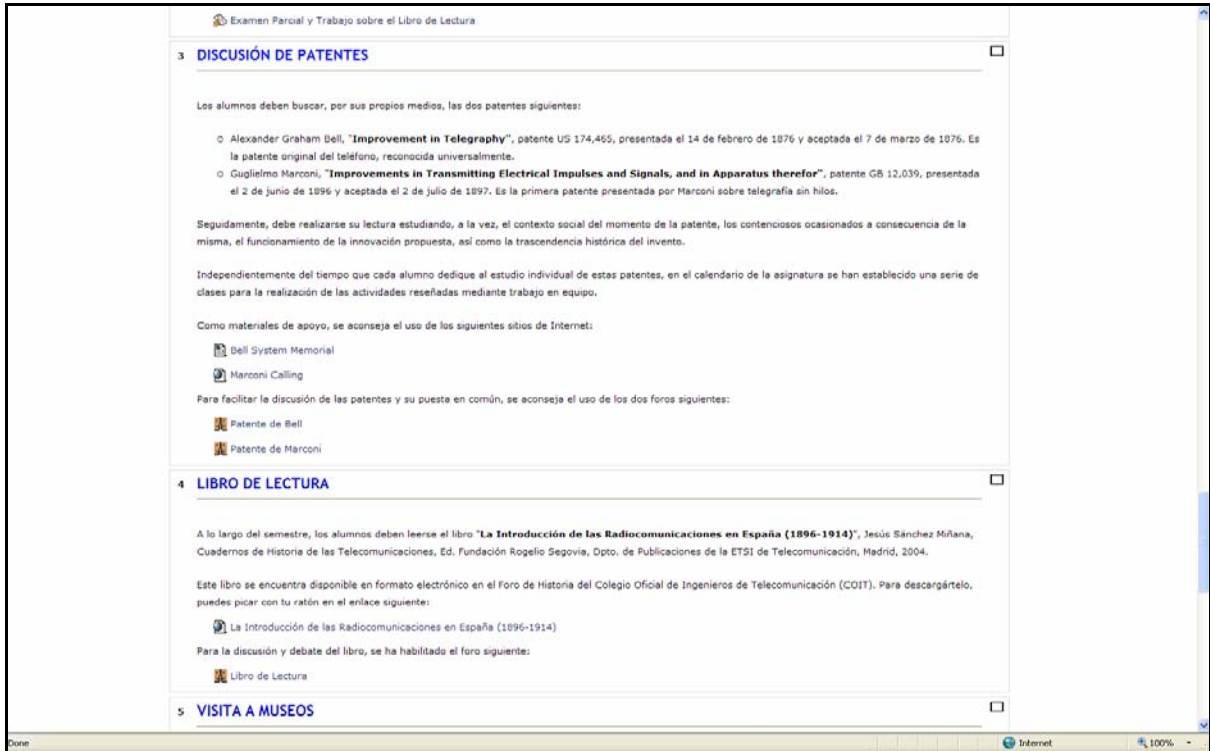 Examen Parcial y Trabajo sobre el Libro de Lectura
3 DISCUSIÓN DE PATENTES
Los alumnos deben buscar, por sus propios medios, las dos patentes siguientes:
Alexander Graham Bell, "Improvement in Telegraphy", patente US 174,465, presentada el 14 de febrero de 1876 y aceptada el 7 de marzo de 1876. Es
la patente original del teléfono, reconocida universalmente.
Guglielmo Marconi, "Improvements in Transmitting Electrical Impulses and Signals, and in Apparatus therefor", patente GB 12,039, presentada
el 2 de junio de 1896 y aceptada el 2 de julio de 1897. Es la primera patente presentada por Marconi sobre telegrafía sin hilos.
Seguidamente, debe realizarse su lectura estudiando, a la vez, el contexto social del momento de la patente, los contenciosos ocasionados a consecuencia de la
misma, el funcionamiento de la innovación propuesta, así como la trascendencia histórica del invento.
Independientemente del tiempo que cada alumno dedique al estudio individual de estas patentes, en el calendario de la asignatura se han establecido una serie de
clases para la realización de las actividades reseñadas mediante trabajo en equipo.
Como materiales de apoyo, se aconseja el uso de los siguientes sitios de Internet:
Bell System Memorial
Marconi Calling
Para facilitar la discusión de las patentes y su puesta en común, se aconseja el uso de los dos foros siguientes:
Patente de Bell
Patente de Marconi
4 LIBRO DE LECTURA
A lo largo del semestre, los alumnos deben leerse el libro "La Introducción de las Radiocomunicaciones en España (1896-1914)", Jesús Sánchez Miñana,
Cuadernos de Historia de las Telecomunicaciones, Ed. Fundación Rogelio Segovia, Dpto. de Publicaciones de la ETSI de Telecomunicación, Madrid, 2004.
Este libro se encuentra disponible en formato electrónico en el Foro de Historia del Colegio Oficial de Ingenieros de Telecomunicación (COIT). Para descargártelo,
puedes picar con tu ratón en el enlace siguiente:
La Introducción de las Radiocomunicaciones en España (1896-1914)
Para la discusión y debate del libro, se ha habilitado el foro siguiente:
Libro de Lectura
5 VISITA A MUSEOS
Done Internet 100%